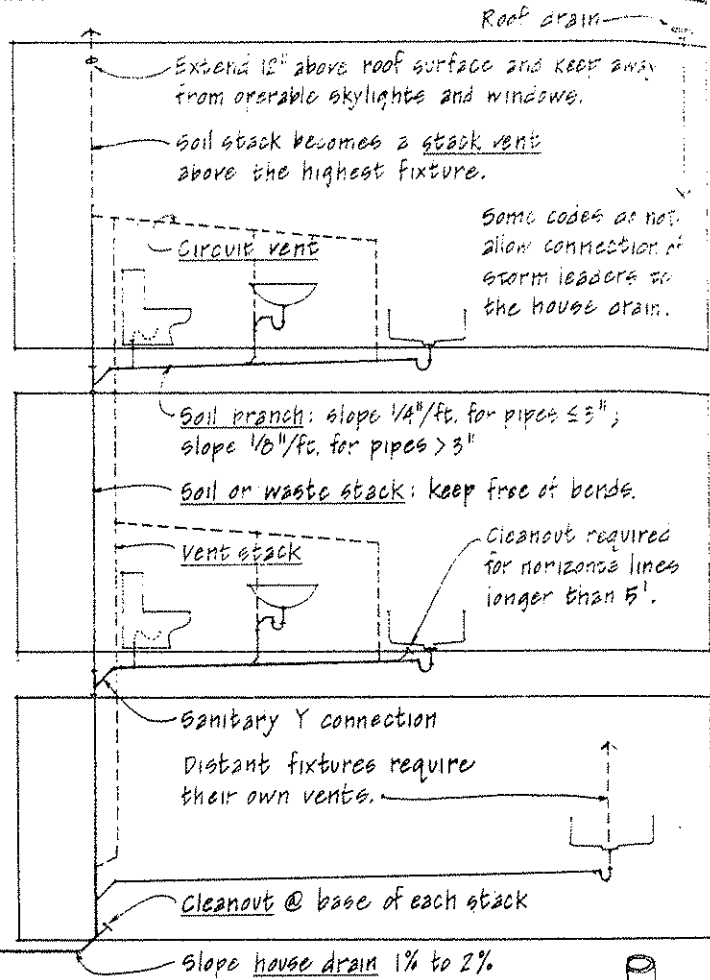 Roof drain
Extend 12" above roof surface and keep away
from operable skylights and windows.
Soil stack becomes a stack vent
above the highest fixture.
Circuit vent
Some codes do not
allow connection of
storm leaders to
the house drain.
Soil branch: slope 1/4"/ft. for pipes ≤ 3";
slope 1/8"/ft. for pipes > 3"
Soil or waste stack: keep free of bends.
Vent stack
Cleanout required
for horizontal lines
longer than 5'.
Sanitary Y connection
Distant fixtures require
their own vents.
Cleanout @ base of each stack
Slope house drain 1% to 2%